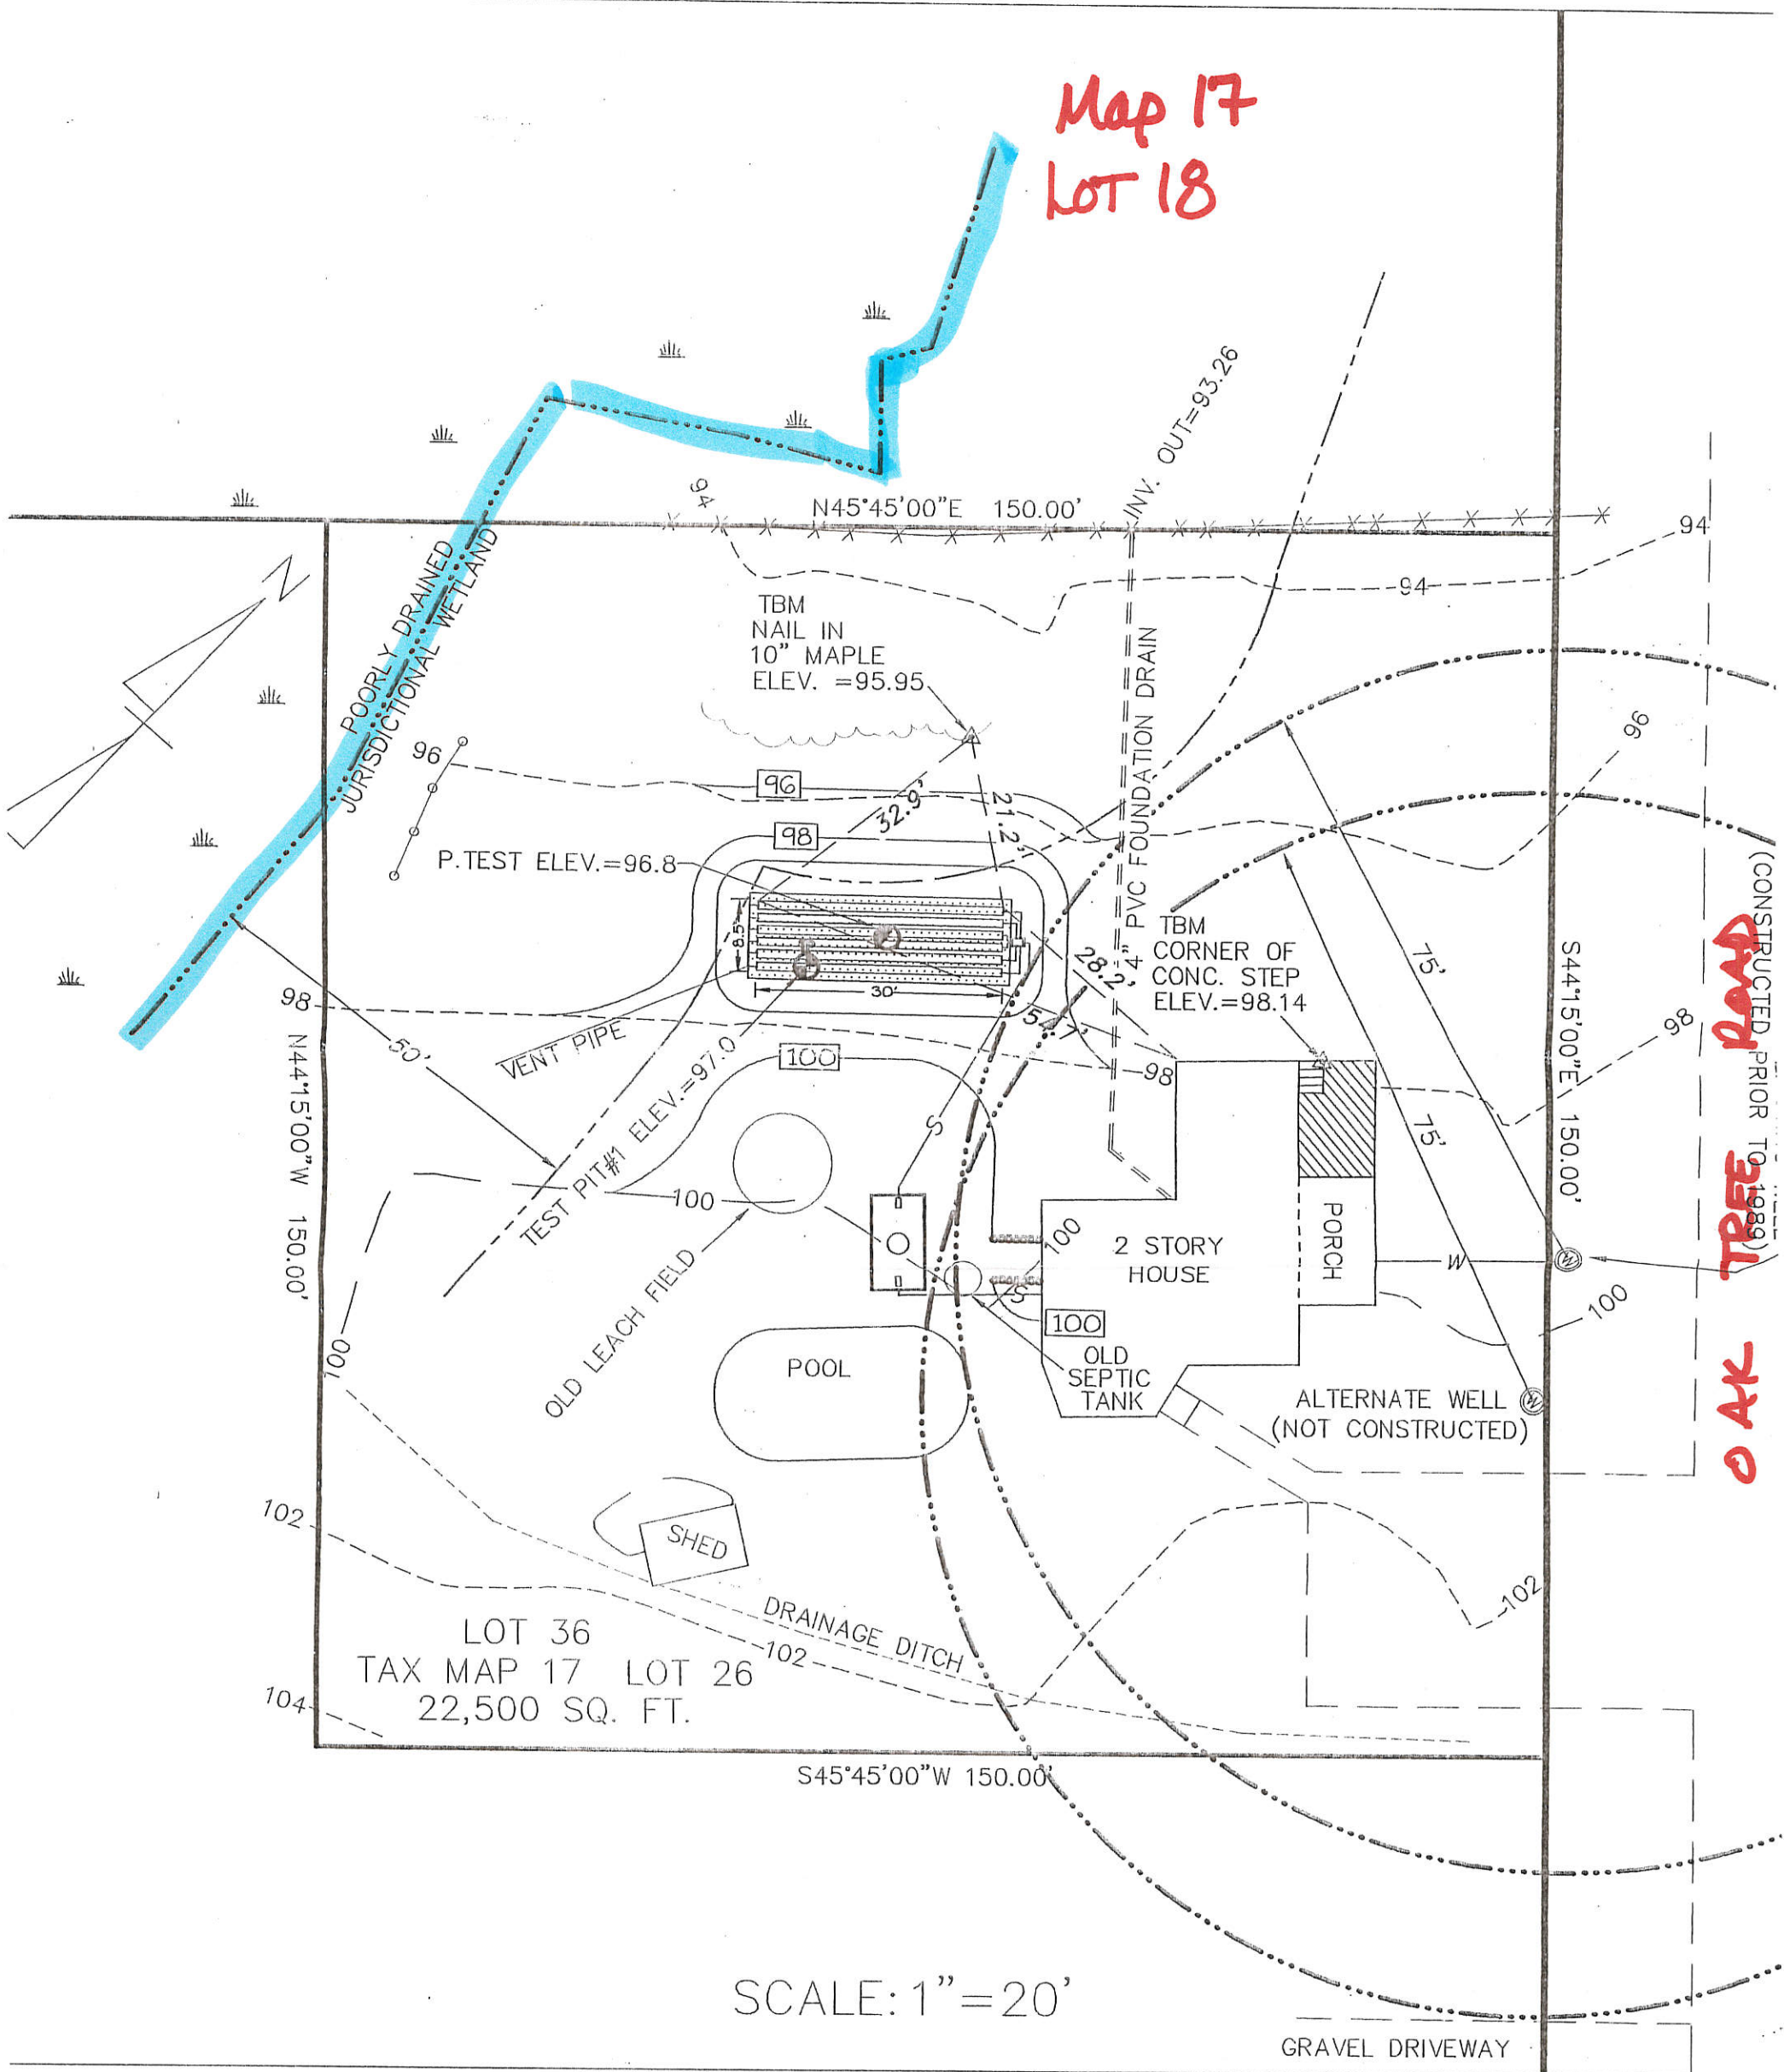 Map 17
LOT 18
INV. OUT=93.26
94
N45°45'00"E 150.00'
94
94
POORLY DRAINED
JURISDICTIONAL WETLAND
N
TBM
NAIL IN
10" MAPLE
ELEV. =95.95
4" PVC FOUNDATION DRAIN
96
96
96
32.9'
21.2'
98
P.TEST ELEV.=96.8
8.5'
30'
28.2'
TBM
CORNER OF
CONC. STEP
ELEV.=98.14
75'
75'
S44°15'00"E 150.00'
(CONSTRUCTED PRIOR TO 1989)
OAK TREE ROAD
98
98
98
N44°15'00"W 150.00'
50'
VENT PIPE
TEST PIT#1 ELEV.=97.0
100
S
100
OLD LEACH FIELD
100
2 STORY
HOUSE
PORCH
W
W
100
S
100
OLD
SEPTIC
TANK
POOL
100
ALTERNATE WELL
(NOT CONSTRUCTED)
W
102
SHED
102
DRAINAGE DITCH
102
LOT 36
TAX MAP 17 LOT 26
22,500 SQ. FT.
104
S45°45'00"W 150.00'
SCALE: 1"=20'
GRAVEL DRIVEWAY